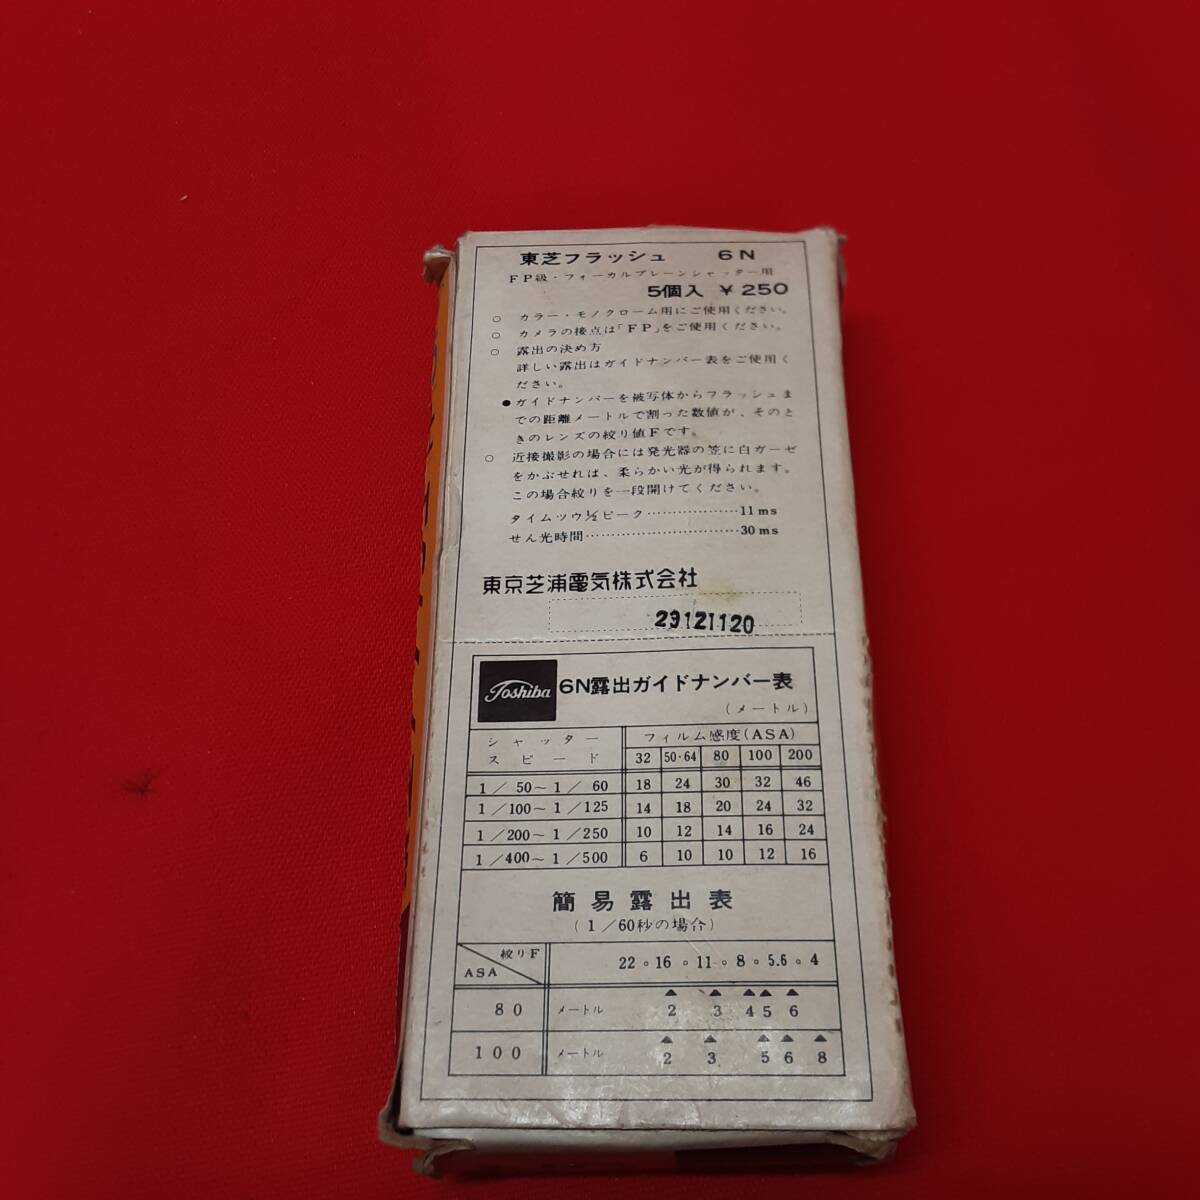 東芝フラッシュ 6N
FP級・フォーカルプレーンシャッター用
5個入 ¥250
○ カラー・モノクローム用にご使用ください。
○ カメラの接点は「FP」をご使用ください。
○ 露出の決め方
詳しい露出はガイドナンバー表をご使用く
ださい。
●ガイドナンバーを被写体からフラッシュま
での距離メートルで割った数値が、そのと
きのレンズの絞り値Fです。
○ 近接撮影の場合には発光器の笠に白ガーゼ
をかぶせれば、柔らかい光が得られます。
この場合絞りを一段開けてください。
タイムツウ½ピーク………………11ms
せん光時間…………………………30ms
東京芝浦電気株式会社
29121120
Toshiba 6N露出ガイドナンバー表
(メートル)
シャッター フィルム感度(ASA)
スピード 32 50・64 80 100 200
1/50～1/60 18 24 30 32 46
1/100～1/125 14 18 20 24 32
1/200～1/250 10 12 14 16 24
1/400～1/500 6 10 10 12 16
簡易露出表
(1/60秒の場合)
絞りF
ASA 22 ∘ 16 ∘ 11 ∘ 8 ∘ 5.6 ∘ 4
▲ ▲ ▲ ▲ ▲
80 メートル 2 3 4 5 6
▲ ▲ ▲ ▲ ▲
100 メートル 2 3 5 6 8